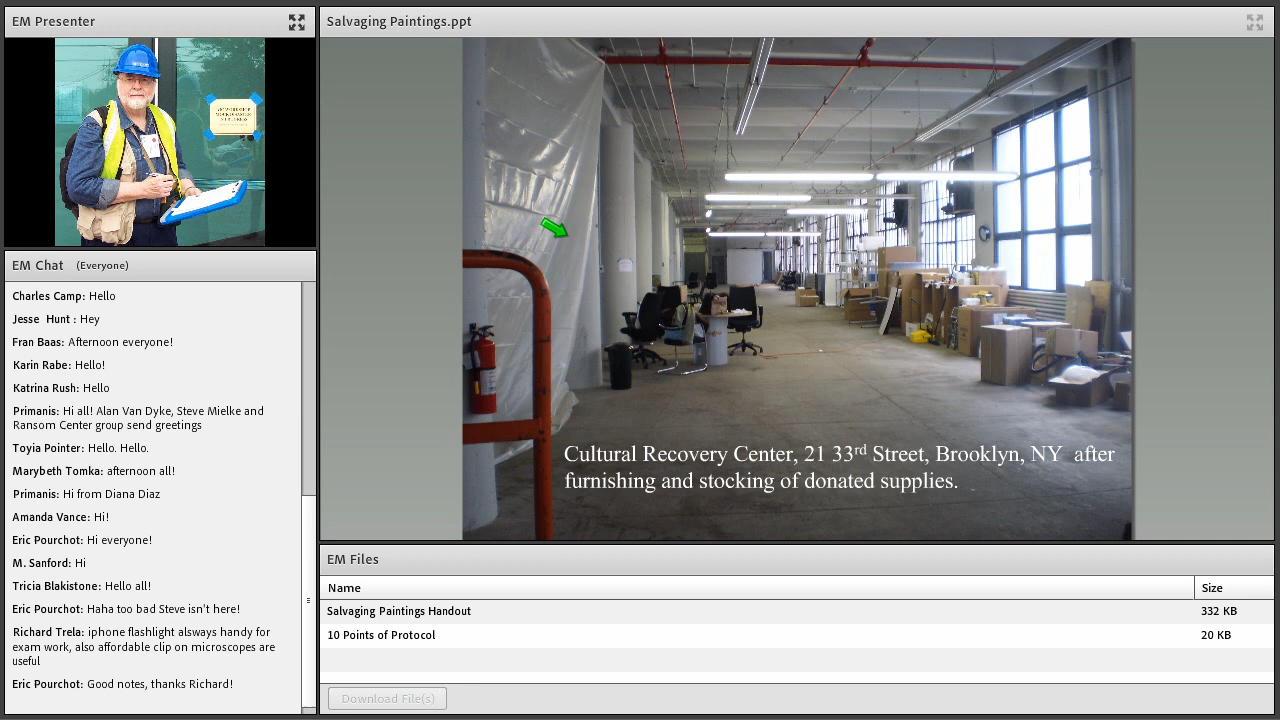 EM Presenter
EM Chat (Everyone)
Charles Camp: Hello
Jesse Hunt : Hey
Fran Baas: Afternoon everyone!
Karin Rabe: Hello!
Katrina Rush: Hello
Primanis: Hi all! Alan Van Dyke, Steve Mielke and
Ransom Center group send greetings
Toyia Pointer: Hello. Hello.
Marybeth Tomka: afternoon all!
Primanis: Hi from Diana Diaz
Amanda Vance: Hi!
Eric Pourchot: Hi everyone!
M. Sanford: Hi
Tricia Blakistone: Hello all!
Eric Pourchot: Haha too bad Steve isn't here!
Richard Trela: iphone flashlight alsways handy for
exam work, also affordable clip on microscopes are
useful
Eric Pourchot: Good notes, thanks Richard!
Salvaging Paintings.ppt
Cultural Recovery Center, 21 33rd Street, Brooklyn, NY after
furnishing and stocking of donated supplies.
EM Files
Name Size
Salvaging Paintings Handout 332 KB
10 Points of Protocol 20 KB
Download File(s)